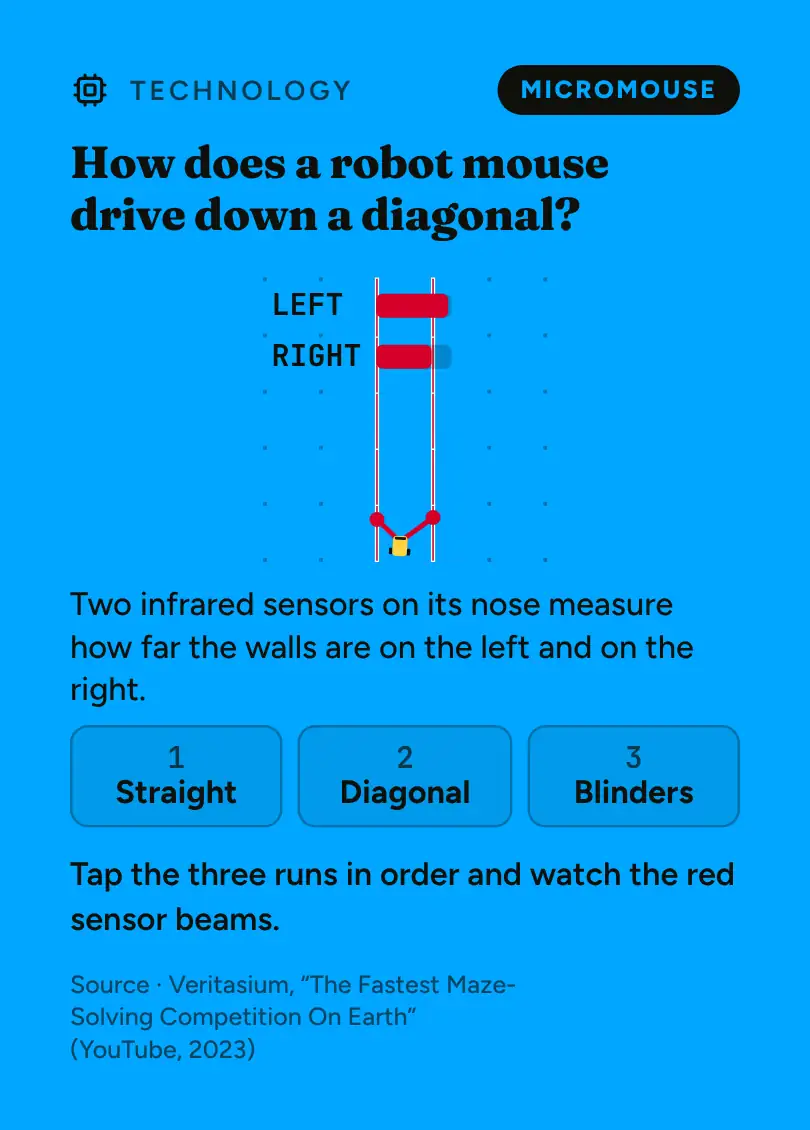 TECHNOLOGY
MICROMOUSE
How does a robot mouse
drive down a diagonal?
LEFT
RIGHT
Two infrared sensors on its nose measure
how far the walls are on the left and on the
right.
1
Straight
2
Diagonal
3
Blinders
Tap the three runs in order and watch the red
sensor beams.
Source · Veritasium, “The Fastest Maze-
Solving Competition On Earth”
(YouTube, 2023)